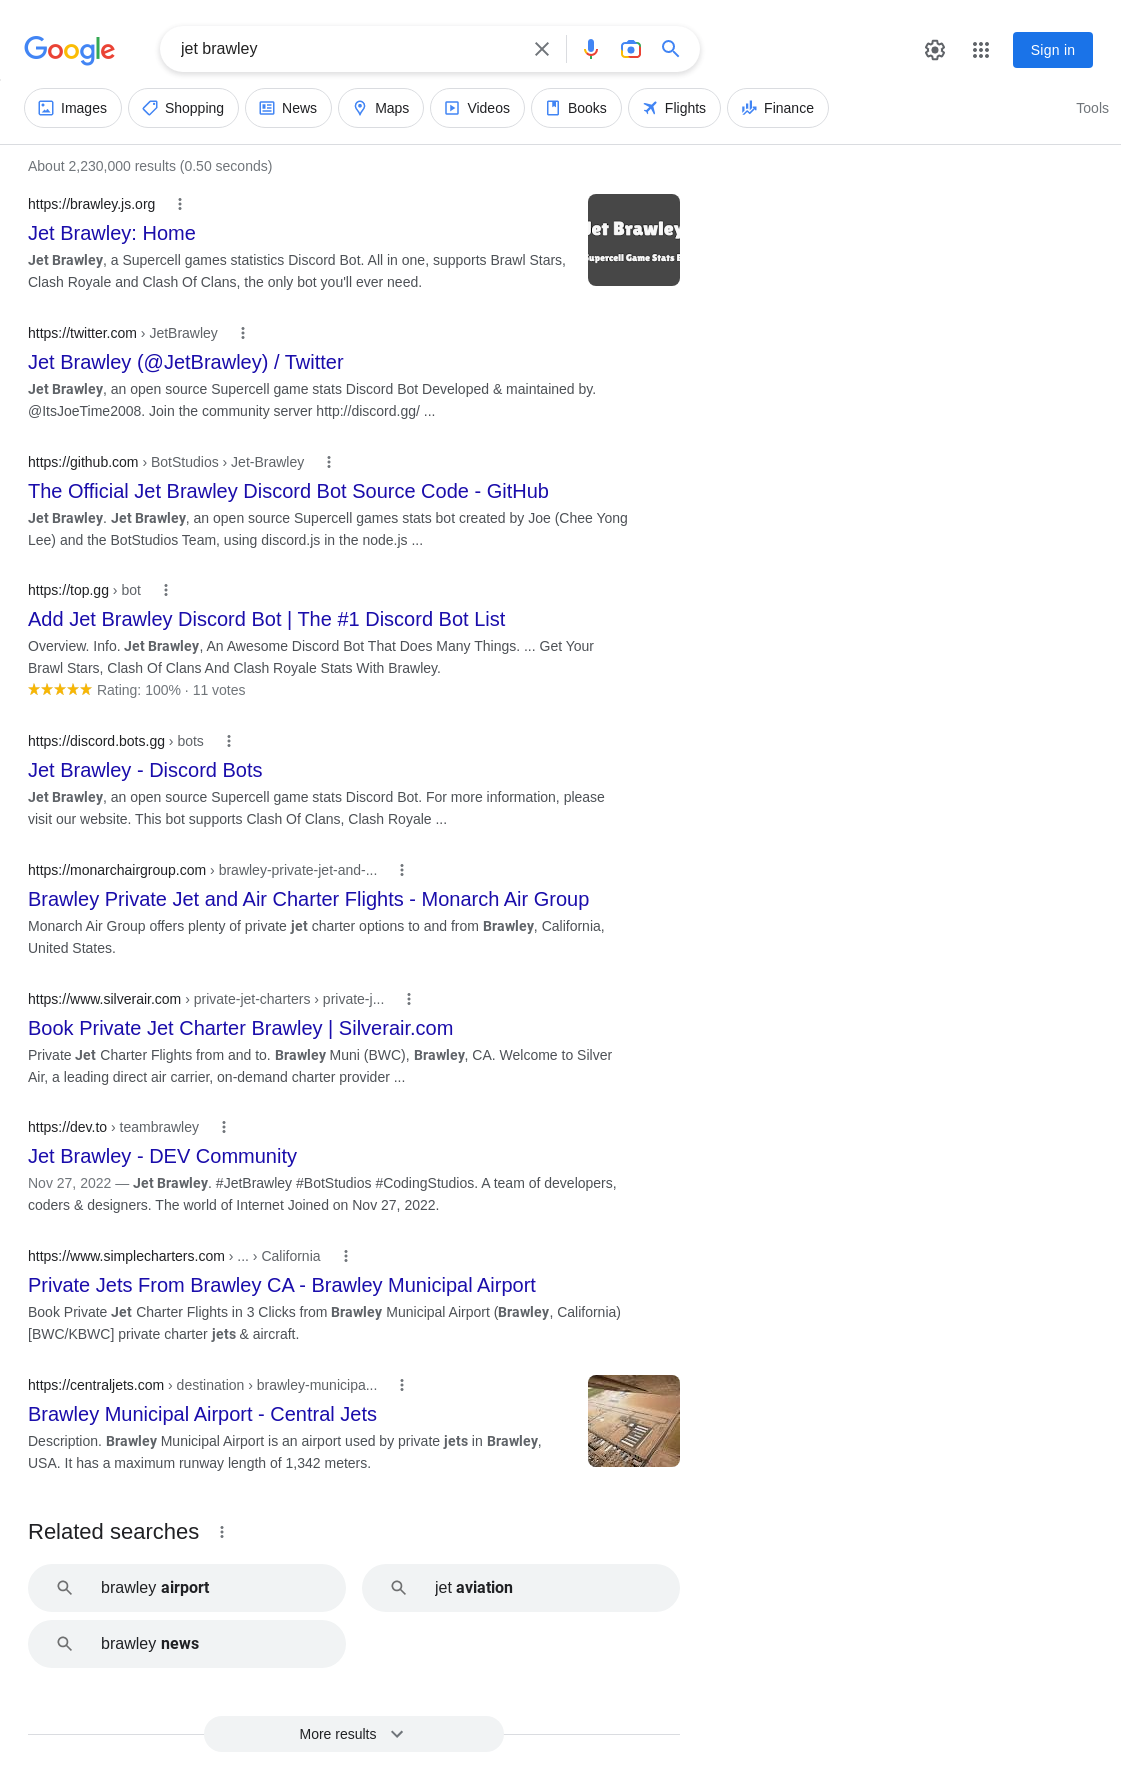 Google
jet brawley
Sign in
Images
Shopping
News
Maps
Videos
Books
Flights
Finance
Tools
About 2,230,000 results (0.50 seconds)
https://brawley.js.org
Jet Brawley: Home
Jet Brawley, a Supercell games statistics Discord Bot. All in one, supports Brawl Stars,
Clash Royale and Clash Of Clans, the only bot you'll ever need.
Jet Brawley
Supercell Game Stats
https://twitter.com › JetBrawley
Jet Brawley (@JetBrawley) / Twitter
Jet Brawley, an open source Supercell game stats Discord Bot Developed & maintained by.
@ItsJoeTime2008. Join the community server http://discord.gg/ ...
https://github.com › BotStudios › Jet-Brawley
The Official Jet Brawley Discord Bot Source Code - GitHub
Jet Brawley. Jet Brawley, an open source Supercell games stats bot created by Joe (Chee Yong
Lee) and the BotStudios Team, using discord.js in the node.js ...
https://top.gg › bot
Add Jet Brawley Discord Bot | The #1 Discord Bot List
Overview. Info. Jet Brawley, An Awesome Discord Bot That Does Many Things. ... Get Your
Brawl Stars, Clash Of Clans And Clash Royale Stats With Brawley.
Rating: 100% · 11 votes
https://discord.bots.gg › bots
Jet Brawley - Discord Bots
Jet Brawley, an open source Supercell game stats Discord Bot. For more information, please
visit our website. This bot supports Clash Of Clans, Clash Royale ...
https://monarchairgroup.com › brawley-private-jet-and-...
Brawley Private Jet and Air Charter Flights - Monarch Air Group
Monarch Air Group offers plenty of private jet charter options to and from Brawley, California,
United States.
https://www.silverair.com › private-jet-charters › private-j...
Book Private Jet Charter Brawley | Silverair.com
Private Jet Charter Flights from and to. Brawley Muni (BWC), Brawley, CA. Welcome to Silver
Air, a leading direct air carrier, on-demand charter provider ...
https://dev.to › teambrawley
Jet Brawley - DEV Community
Nov 27, 2022 — Jet Brawley. #JetBrawley #BotStudios #CodingStudios. A team of developers,
coders & designers. The world of Internet Joined on Nov 27, 2022.
https://www.simplecharters.com › ... › California
Private Jets From Brawley CA - Brawley Municipal Airport
Book Private Jet Charter Flights in 3 Clicks from Brawley Municipal Airport (Brawley, California)
[BWC/KBWC] private charter jets & aircraft.
https://centraljets.com › destination › brawley-municipa...
Brawley Municipal Airport - Central Jets
Description. Brawley Municipal Airport is an airport used by private jets in Brawley,
USA. It has a maximum runway length of 1,342 meters.
Related searches
brawley airport
jet aviation
brawley news
More results